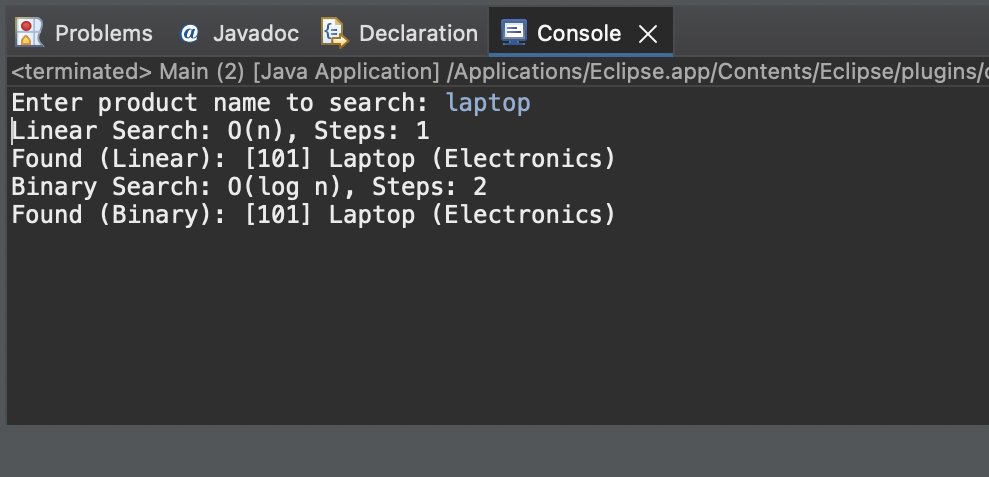 Problems @ Javadoc Declaration Console
<terminated> Main (2) [Java Application] /Applications/Eclipse.app/Contents/Eclipse/plugins/
Enter product name to search: laptop
Linear Search: O(n), Steps: 1
Found (Linear): [101] Laptop (Electronics)
Binary Search: O(log n), Steps: 2
Found (Binary): [101] Laptop (Electronics)